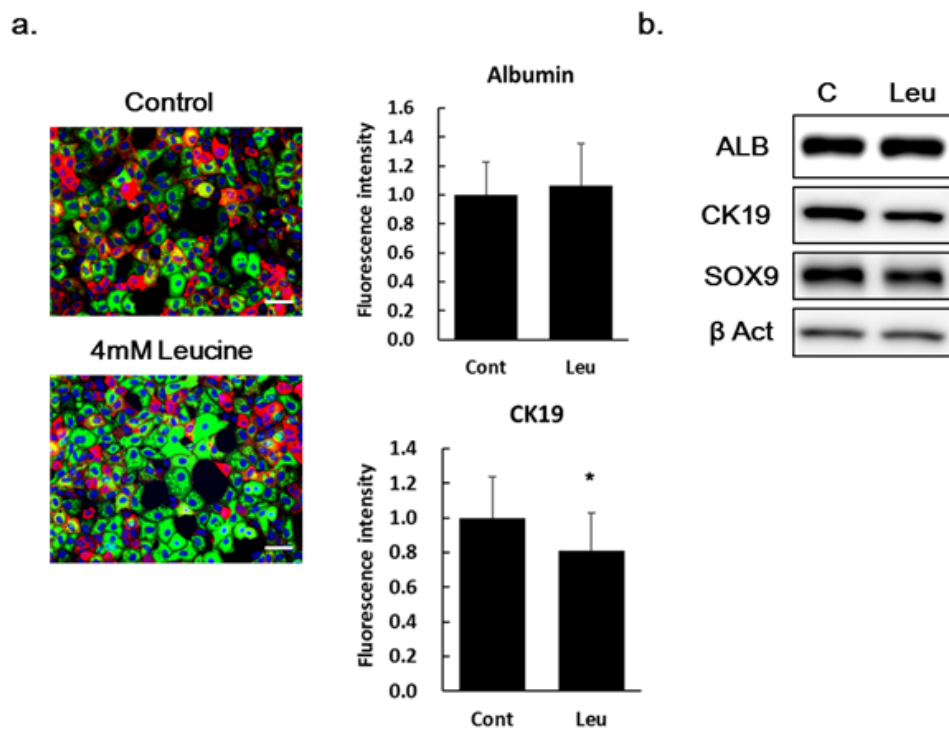 a.
Control
4mM Leucine
Albumin
Fluorescence intensity
1.6
1.4
1.2
1.0
0.8
0.6
0.4
0.2
0.0
Cont Leu
CK19
Fluorescence intensity
1.4
1.2
1.0
0.8
0.6
0.4
0.2
0.0
*
Cont Leu
b.
C Leu
ALB
CK19
SOX9
β Act